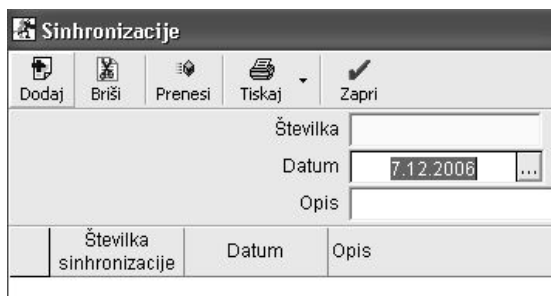 Sinhronizacije
Dodaj Briši Prenesi Tiskaj Zapri
Številka
Datum 7.12.2006 ...
Opis
Številka sinhronizacije Datum Opis